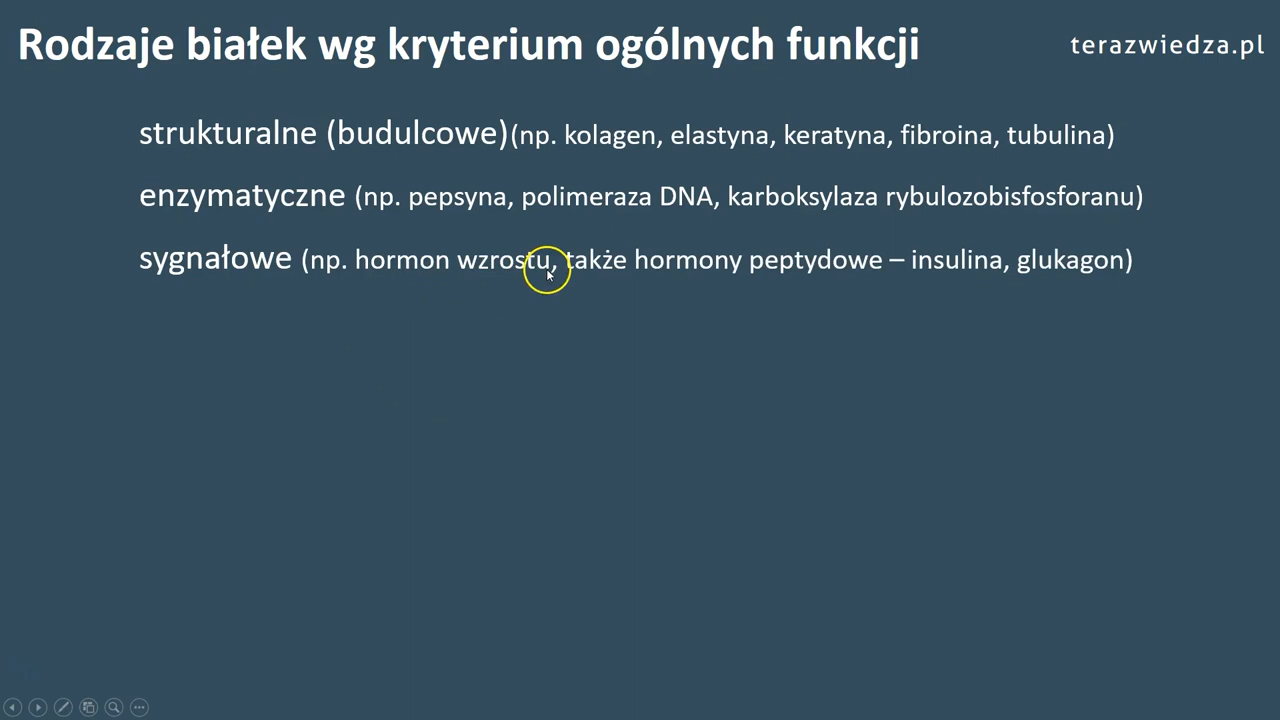 Rodzaje białek wg kryterium ogólnych funkcji
terazwiedza.pl
strukturalne (budulcowe)(np. kolagen, elastyna, keratyna, fibroina, tubulina)
enzymatyczne (np. pepsyna, polimeraza DNA, karboksylaza rybulozobisfosforanu)
sygnałowe (np. hormon wzrostu, także hormony peptydowe – insulina, glukagon)